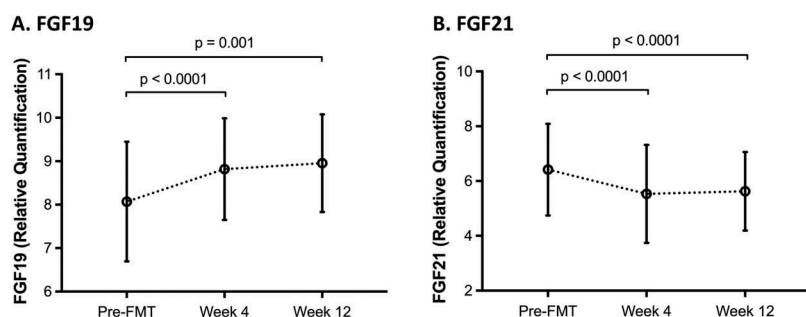 A. FGF19
p = 0.001
p < 0.0001
FGF19 (Relative Quantification)
11
10
9
8
7
6
Pre-FMT Week 4 Week 12
B. FGF21
p < 0.0001
p < 0.0001
FGF21 (Relative Quantification)
10
8
6
4
2
Pre-FMT Week 4 Week 12